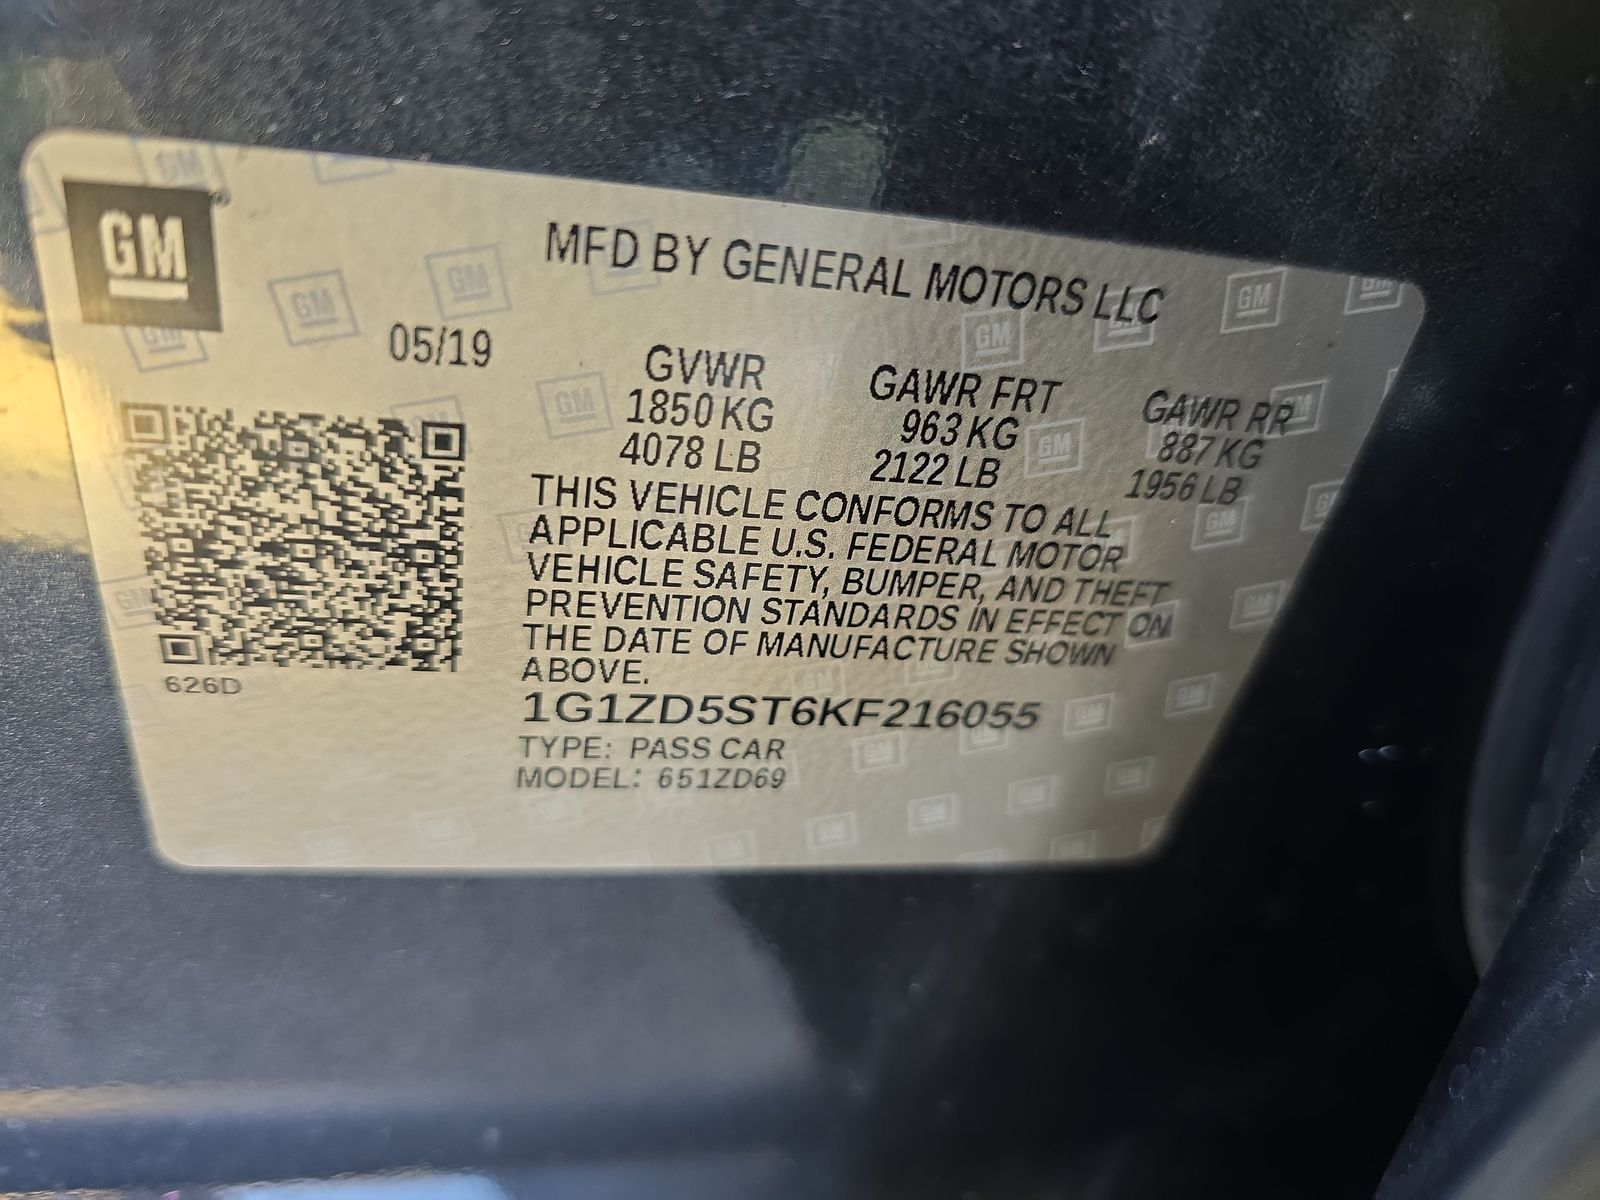 GM
MFD BY GENERAL MOTORS LLC
05/19
GVWR
1850 KG
4078 LB
GAWR FRT
963 KG
2122 LB
GAWR RR
887 KG
1956 LB
THIS VEHICLE CONFORMS TO ALL
APPLICABLE U.S. FEDERAL MOTOR
VEHICLE SAFETY, BUMPER, AND THEFT
PREVENTION STANDARDS IN EFFECT ON
THE DATE OF MANUFACTURE SHOWN
ABOVE.
626D
1G1ZD5ST6KF216055
TYPE: PASS CAR
MODEL: 651ZD69